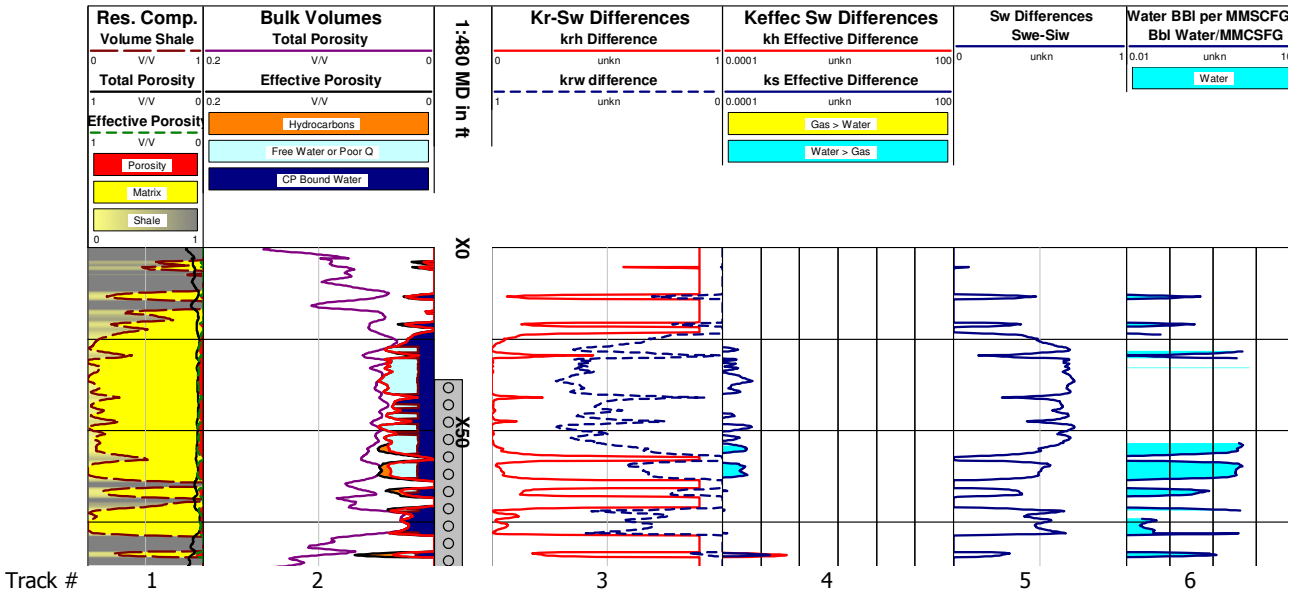 Res. Comp.
Volume Shale
0 V/V 1
Total Porosity
1 V/V 0
Effective Porosity
1 V/V 0
Porosity
Matrix
Shale
0 1
Bulk Volumes
Total Porosity
0.2 V/V 0
Effective Porosity
0.2 V/V 0
Hydrocarbons
Free Water or Poor Q
CP Bound Water
1:480 MD in ft
X0
X50
Kr-Sw Differences
krh Difference
0 unkn 1
krw difference
1 unkn 0
Keffec Sw Differences
kh Effective Difference
0.0001 unkn 100
ks Effective Difference
0.0001 unkn 100
Gas > Water
Water > Gas
Sw Differences
Swe-Siw
0 unkn 1
Water BBl per MMSCFG
Bbl Water/MMCSFG
0.01 unkn 10
Water
Track # 1 2 3 4 5 6